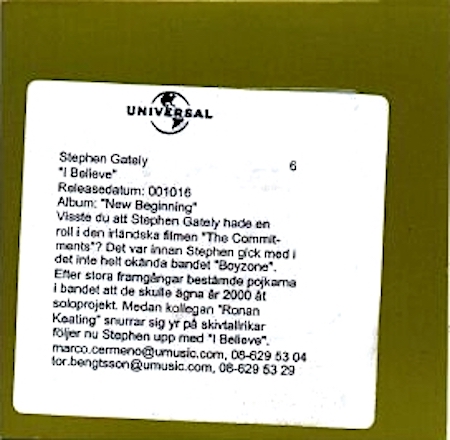 UNIVERSAL
Stephen Gately 6
"I Believe"
Releasedatum: 001016
Album: "New Beginning"
Visste du att Stephen Gately hade en
roll i den irländska filmen "The Commit-
ments"? Det var innan Stephen gick med i
det inte helt okända bandet "Boyzone".
Efter stora framgångar bestämde pojkarna
i bandet att de skulle ägna år 2000 åt
soloprojekt. Medan kollegan "Ronan
Keating" snurrar sig yr på skivtallrikar
följer nu Stephen upp med "I Believe".
marco.cermeno@umusic.com, 08-629 53 04
tor.bengtsson@umusic.com, 08-629 53 29